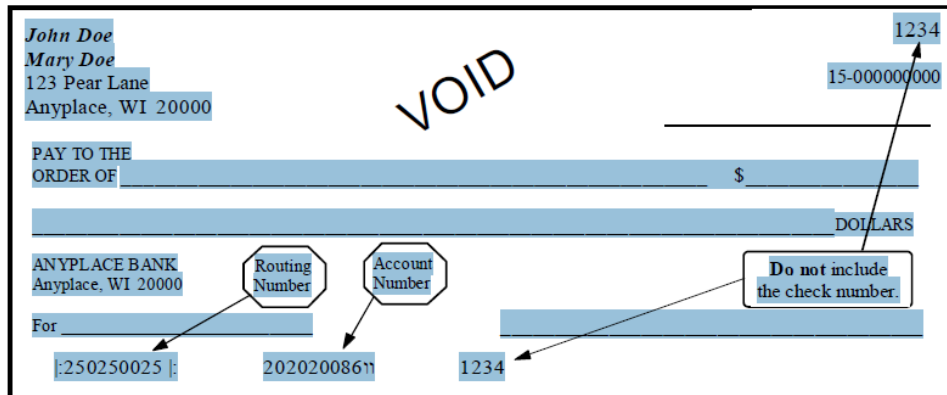 John Doe
Mary Doe
123 Pear Lane
Anyplace, WI 20000
1234
15-000000000
VOID
PAY TO THE
ORDER OF $
DOLLARS
ANYPLACE BANK
Anyplace, WI 20000
Routing
Number
Account
Number
Do not include
the check number.
For
|:250250025 |: 202020086וו 1234